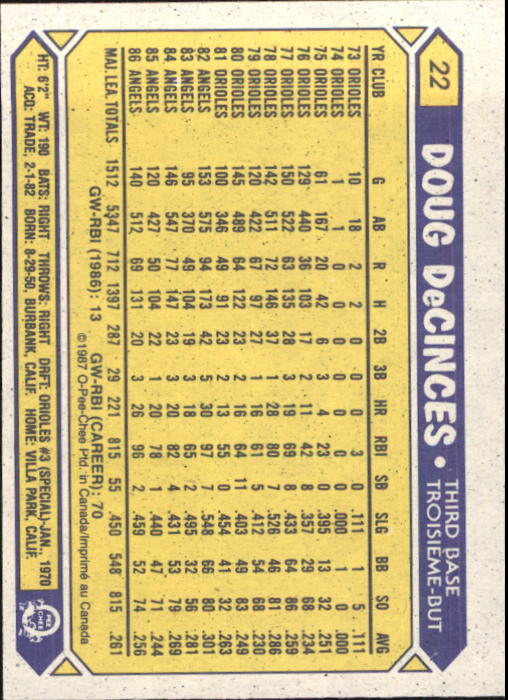 22
DOUG DeCINCES • THIRD BASE
TROISIEME-BUT
YR CLUB G AB R H 2B 3B HR RBI SB SLG BB SO AVG
73 ORIOLES 10 18 2 2 0 0 0 3 0 .111 1 5 .111
74 ORIOLES 1 1 0 0 0 0 0 0 0 .000 1 0 .000
75 ORIOLES 61 167 20 42 6 3 4 23 0 .395 13 32 .251
76 ORIOLES 129 440 36 103 17 2 11 42 8 .357 29 68 .234
77 ORIOLES 150 522 63 135 28 3 19 69 8 .433 64 86 .259
78 ORIOLES 142 511 72 146 37 1 28 80 7 .526 46 81 .286
79 ORIOLES 120 422 67 97 27 1 16 61 5 .412 54 68 .230
80 ORIOLES 145 489 64 122 23 2 16 64 11 .403 49 83 .249
81 ORIOLES 100 346 49 91 23 2 13 55 0 .454 41 32 .263
82 ANGELS 153 575 94 173 42 5 30 97 7 .548 66 80 .301
83 ANGELS 95 370 49 104 19 3 18 65 2 .495 32 56 .281
84 ANGELS 146 547 77 147 23 3 20 82 4 .431 53 79 .269
85 ANGELS 120 427 50 104 22 1 20 78 1 .440 47 71 .244
86 ANGELS 140 512 69 131 20 3 26 96 2 .459 52 74 .256
MAJ. LEA. TOTALS 1512 5347 712 1397 287 29 221 815 55 .450 548 815 .261
GW-RBI (1986): 13 GW-RBI (CAREER): 70
©1987 O-Pee-Chee Ptd. in Canada/Imprimé au Canada
HT: 6'2" WT: 190 BATS: RIGHT THROWS: RIGHT DRFT: ORIOLES #3 (SPECIAL)-JAN., 1970
ACQ: TRADE, 2-1-82 BORN: 8-29-50, BURBANK, CALIF. HOME: VILLA PARK, CALIF.
O PEE CHEE